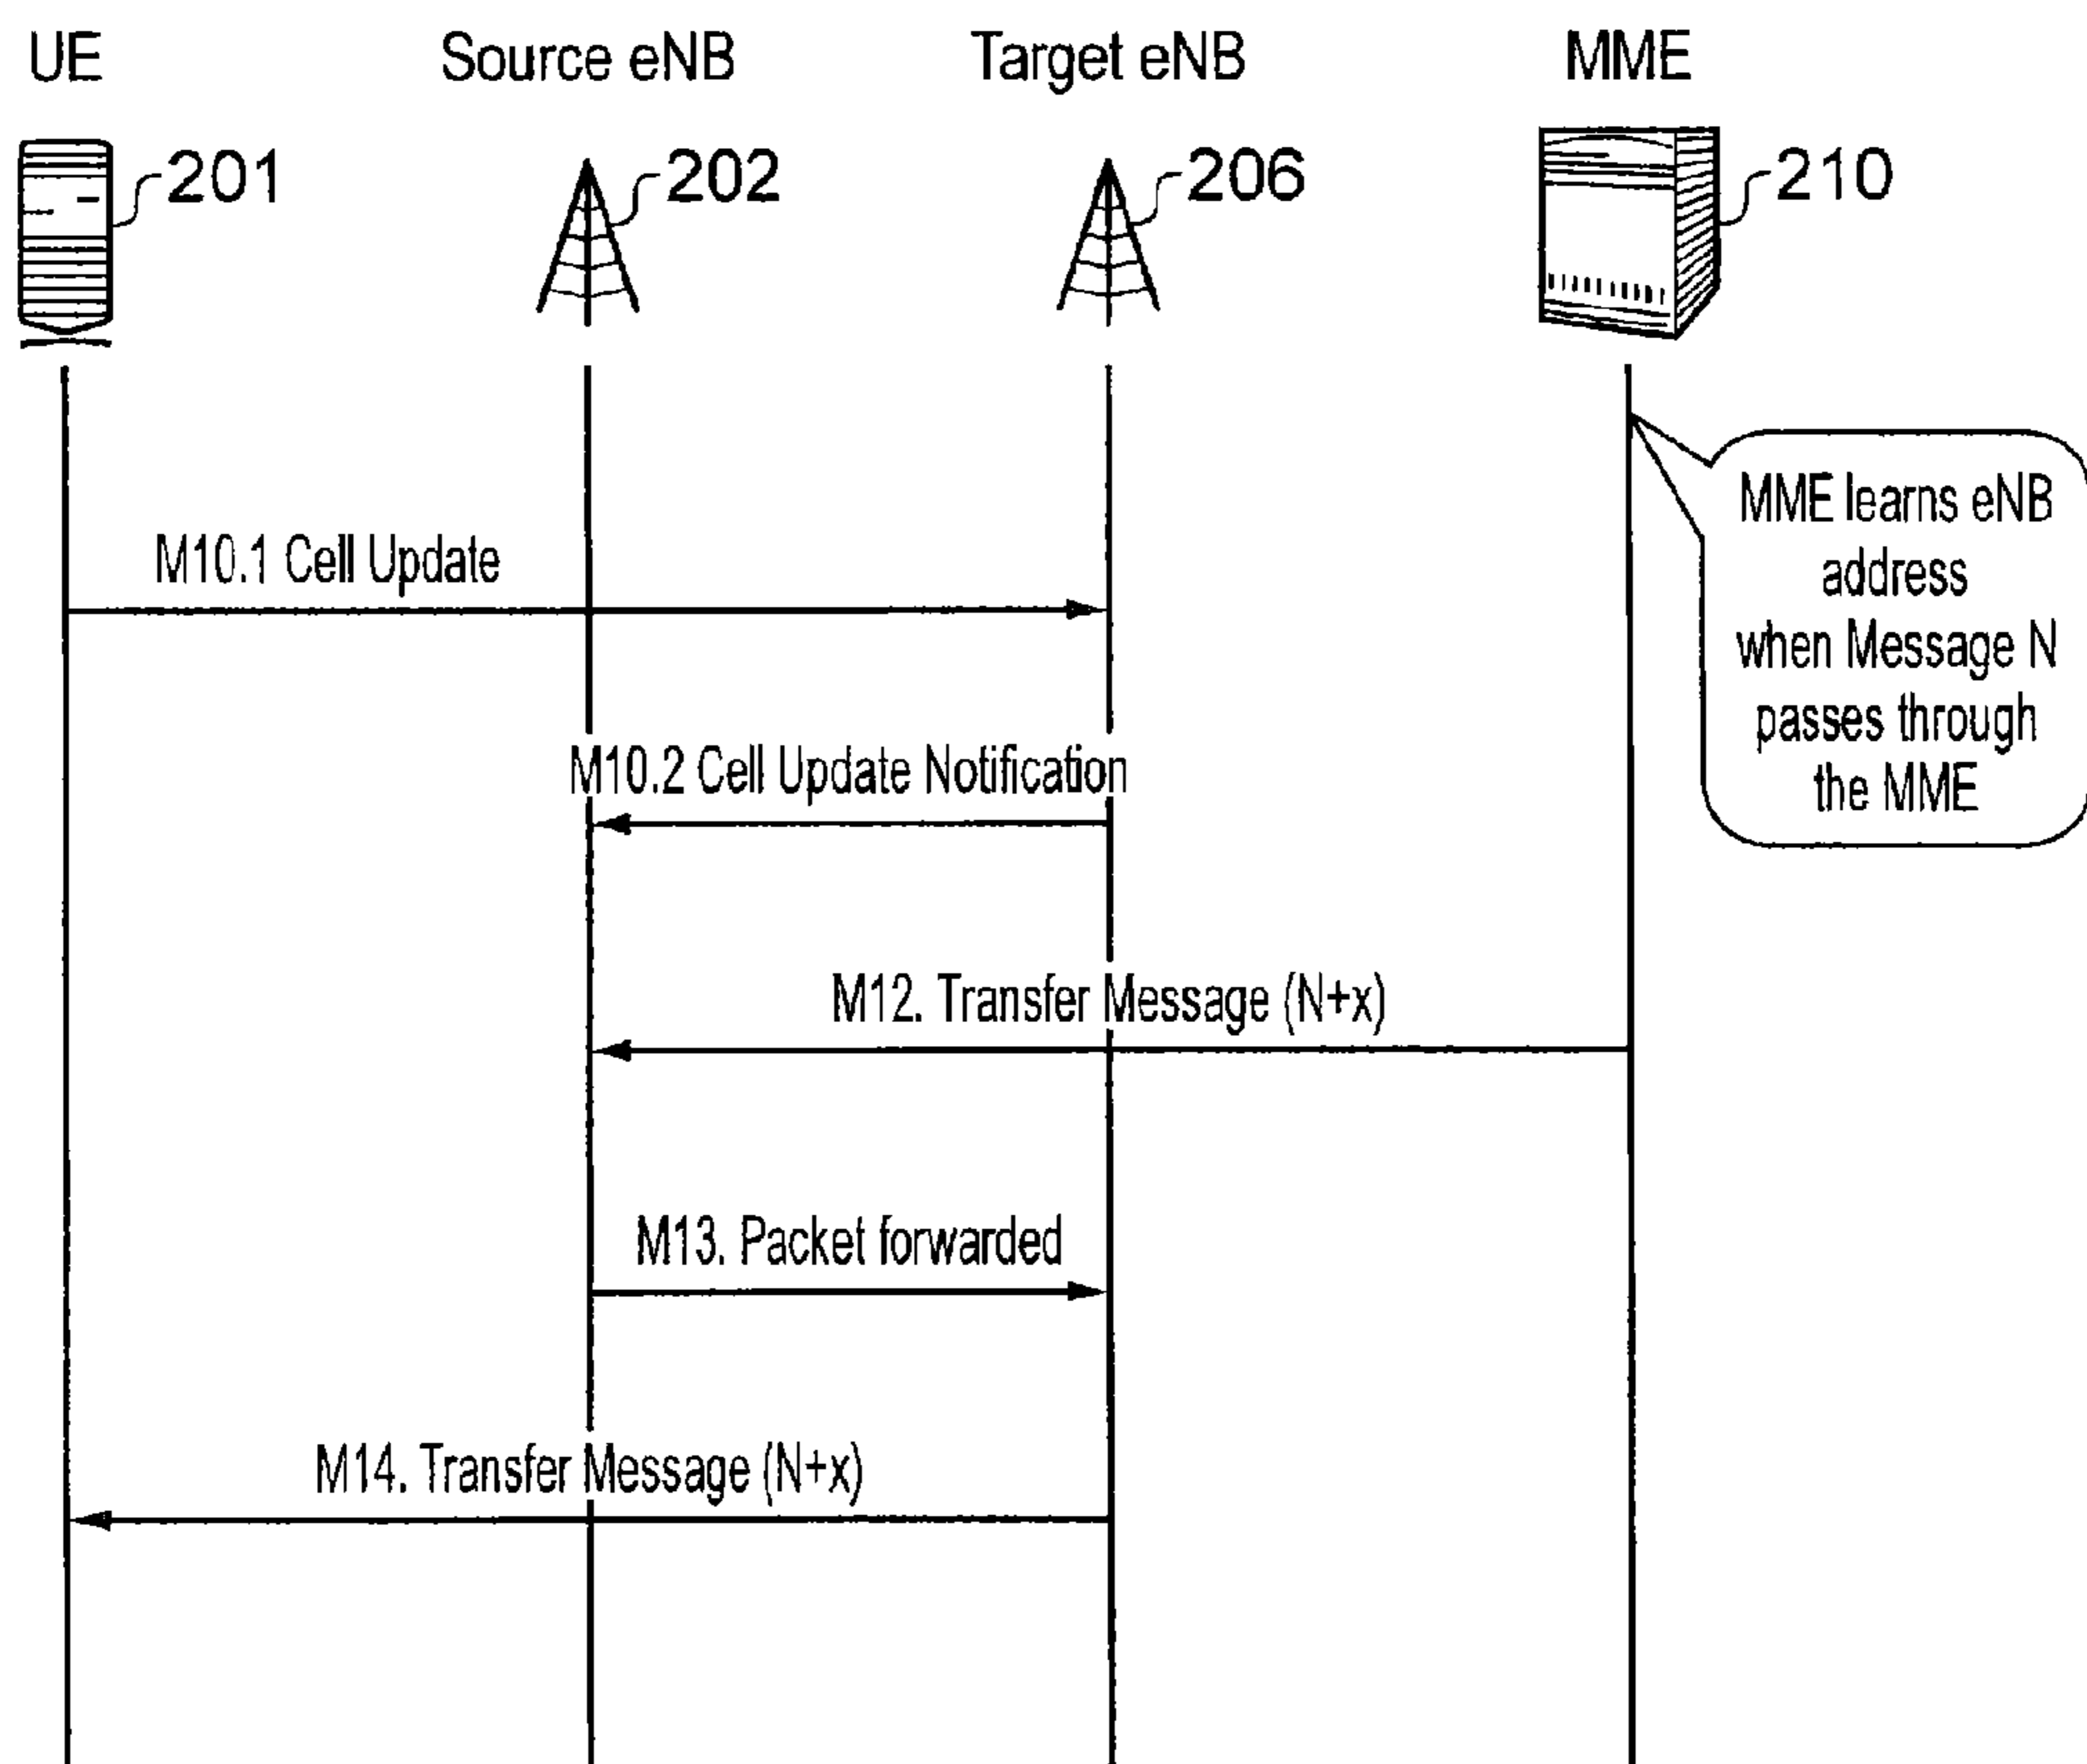 UE
Source eNB
Target eNB
MME
201
202
206
210
MME learns eNB
address
when Message N
passes through
the MME
M10.1 Cell Update
M10.2 Cell Update Notification
M12. Transfer Message (N+x)
M13. Packet forwarded
M14. Transfer Message (N+x)